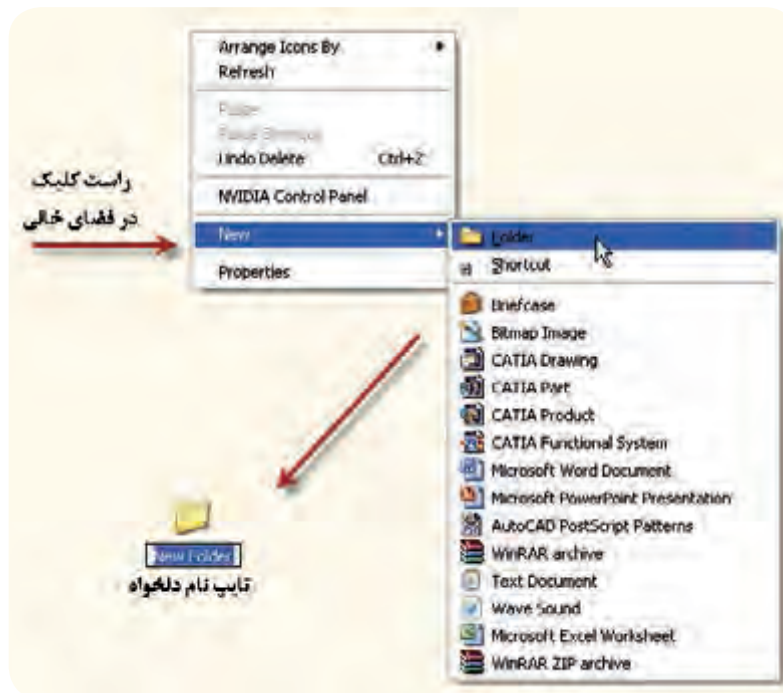 Arrange Icons By
Refresh
Paste
Paste Shortcut
Undo Delete Ctrl+Z
NVIDIA Control Panel
New
Properties
راست کلیک
در فضای خالی
Folder
Shortcut
Briefcase
Bitmap Image
CATIA Drawing
CATIA Part
CATIA Product
CATIA Functional System
Microsoft Word Document
Microsoft PowerPoint Presentation
AutoCAD PostScript Patterns
WinRAR archive
Text Document
Wave Sound
Microsoft Excel Worksheet
WinRAR ZIP archive
New Folder
تایپ نام دلخواه